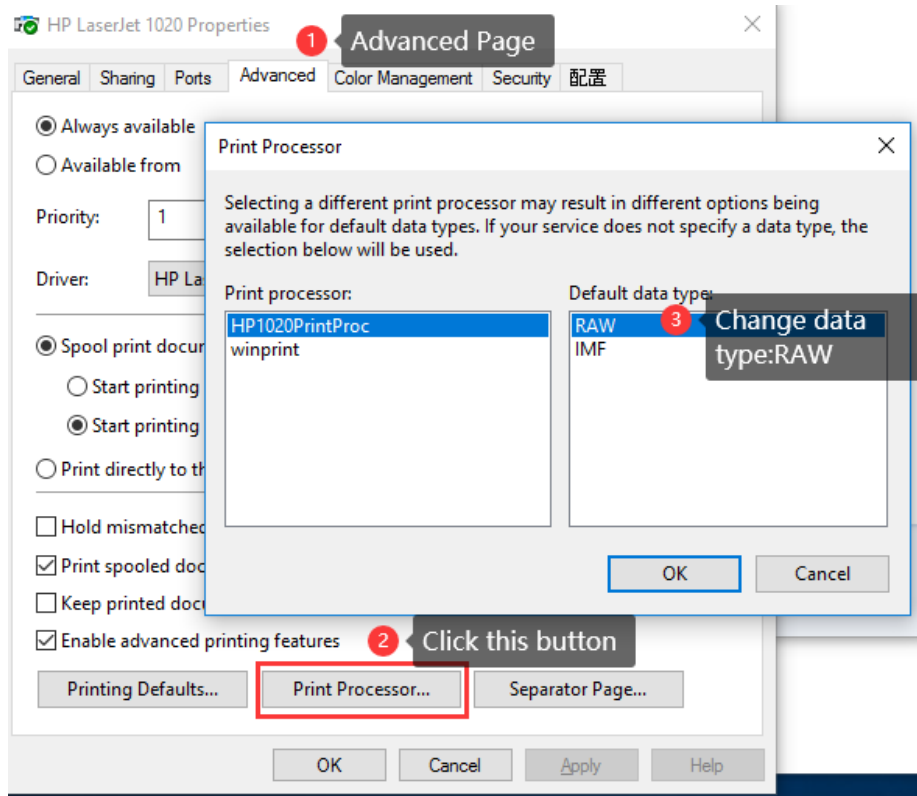 HP LaserJet 1020 Properties
1 Advanced Page
General Sharing Ports Advanced Color Management Security 配置
Always available
Available from
Priority: 1
Driver: HP La
Spool print docur
Start printing
Start printing
Print directly to th
Hold mismatched
Print spooled doc
Keep printed docu
Enable advanced printing features
2 Click this button
Printing Defaults... Print Processor... Separator Page...
OK Cancel Apply Help
Print Processor
Selecting a different print processor may result in different options being
available for default data types. If your service does not specify a data type, the
selection below will be used.
Print processor: Default data type:
HP1020PrintProc RAW
winprint IMF
3 Change data
type:RAW
OK Cancel